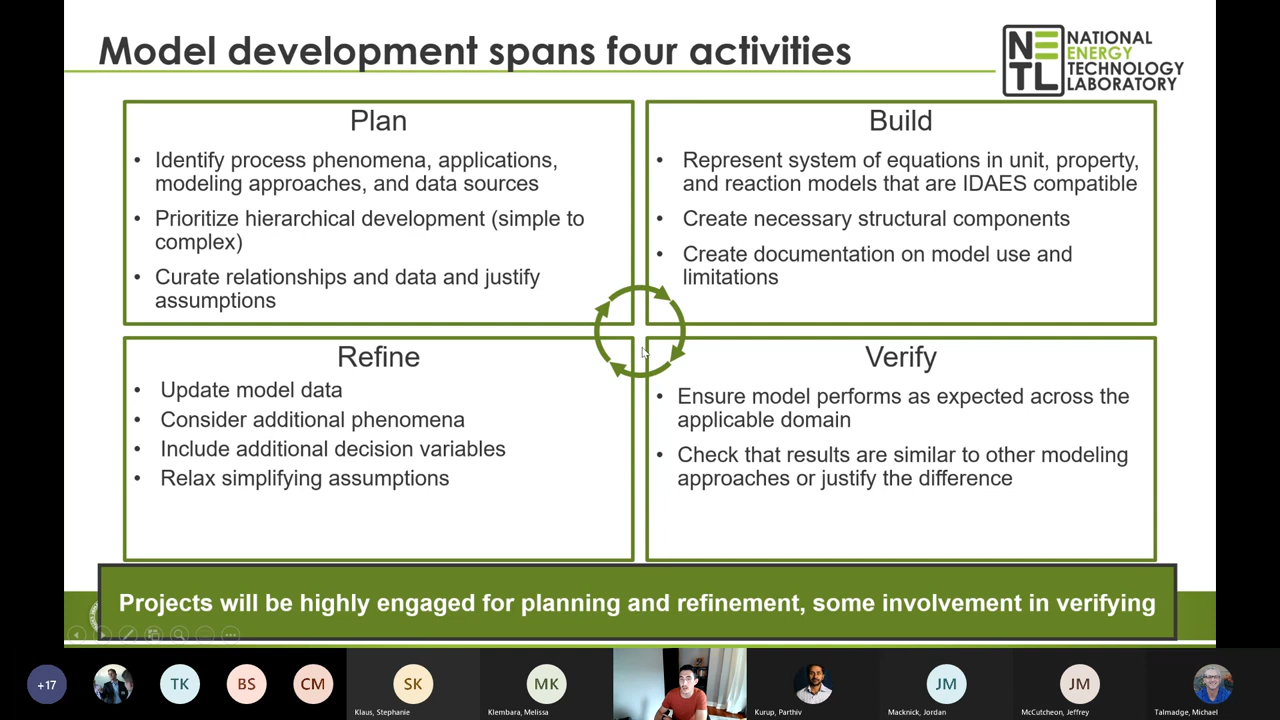 Model development spans four activities
NATIONAL
ENERGY
TECHNOLOGY
LABORATORY
NE
TL
Plan
• Identify process phenomena, applications,
modeling approaches, and data sources
• Prioritize hierarchical development (simple to
complex)
• Curate relationships and data and justify
assumptions
Build
• Represent system of equations in unit, property,
and reaction models that are IDAES compatible
• Create necessary structural components
• Create documentation on model use and
limitations
Refine
• Update model data
• Consider additional phenomena
• Include additional decision variables
• Relax simplifying assumptions
Verify
• Ensure model performs as expected across the
applicable domain
• Check that results are similar to other modeling
approaches or justify the difference
Projects will be highly engaged for planning and refinement, some involvement in verifying
+17
TK
BS
CM
SK
Klaus, Stephanie
MK
Klembara, Melissa
Kurup, Parthiv
JM
Macknick, Jordan
JM
McCutcheon, Jeffrey
Talmadge, Michael